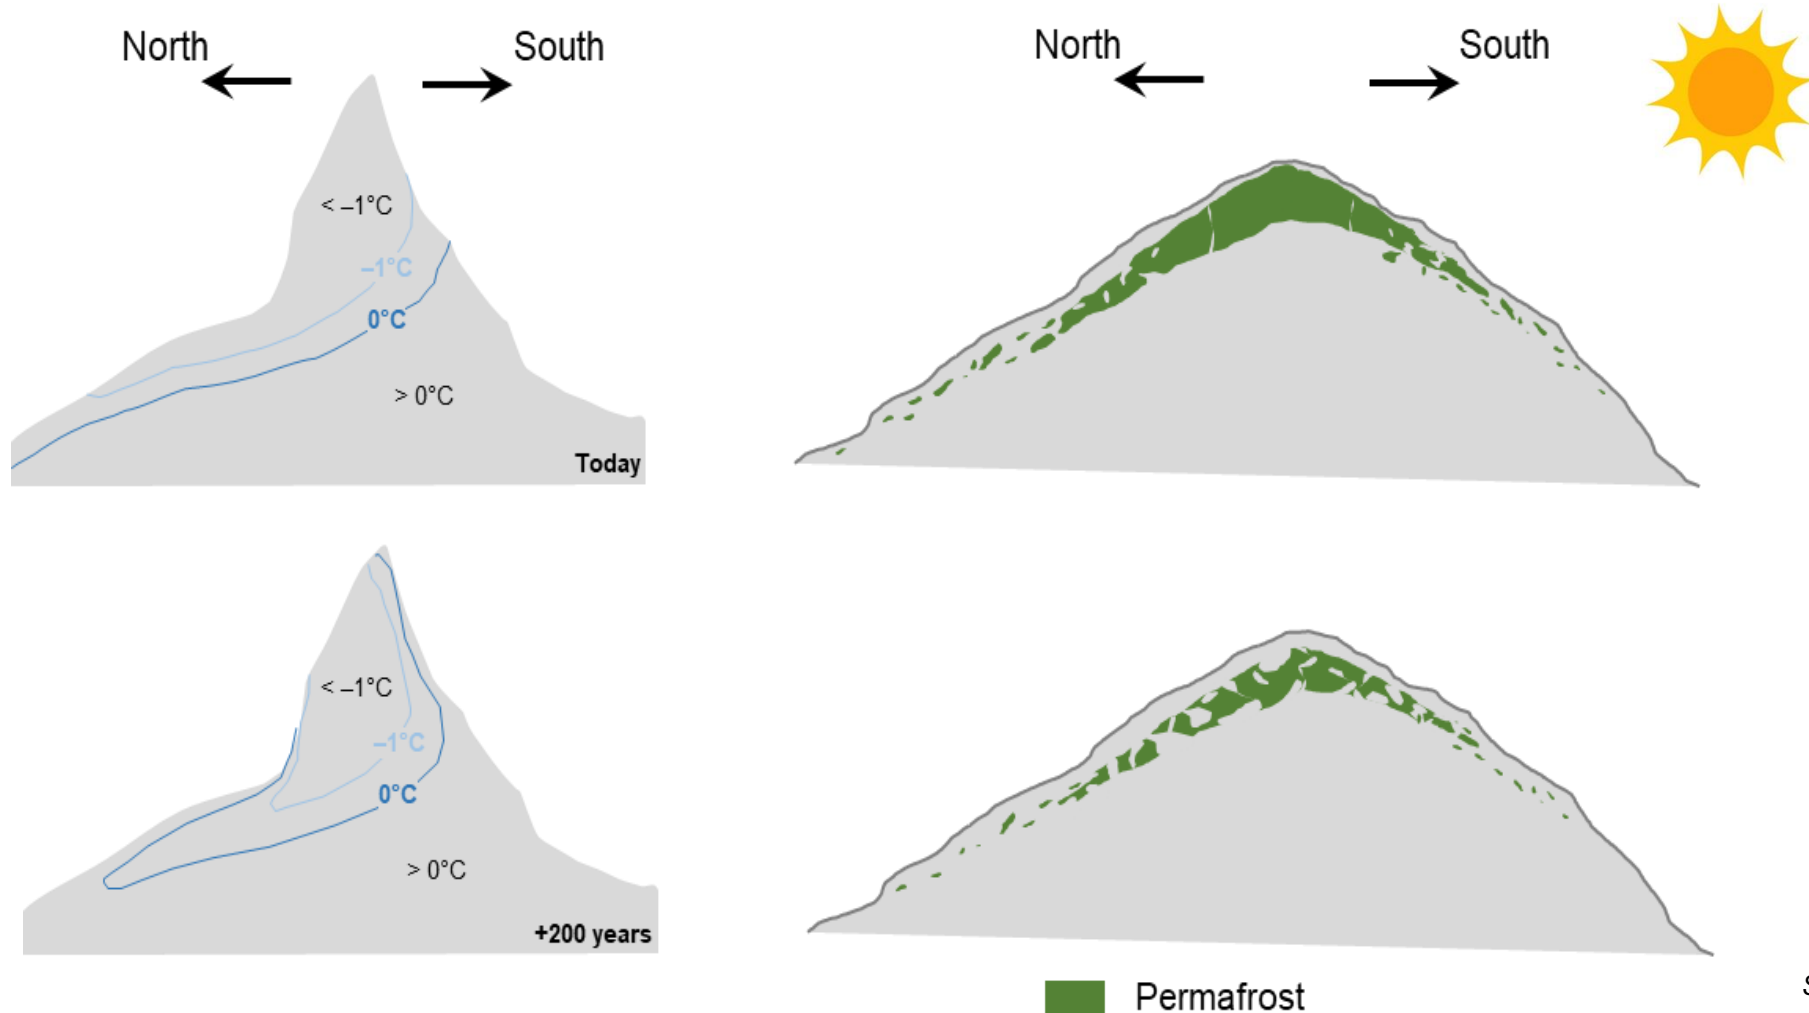 North
South
North
South
< –1°C
–1°C
0°C
> 0°C
Today
< –1°C
–1°C
0°C
> 0°C
+200 years
Permafrost
S